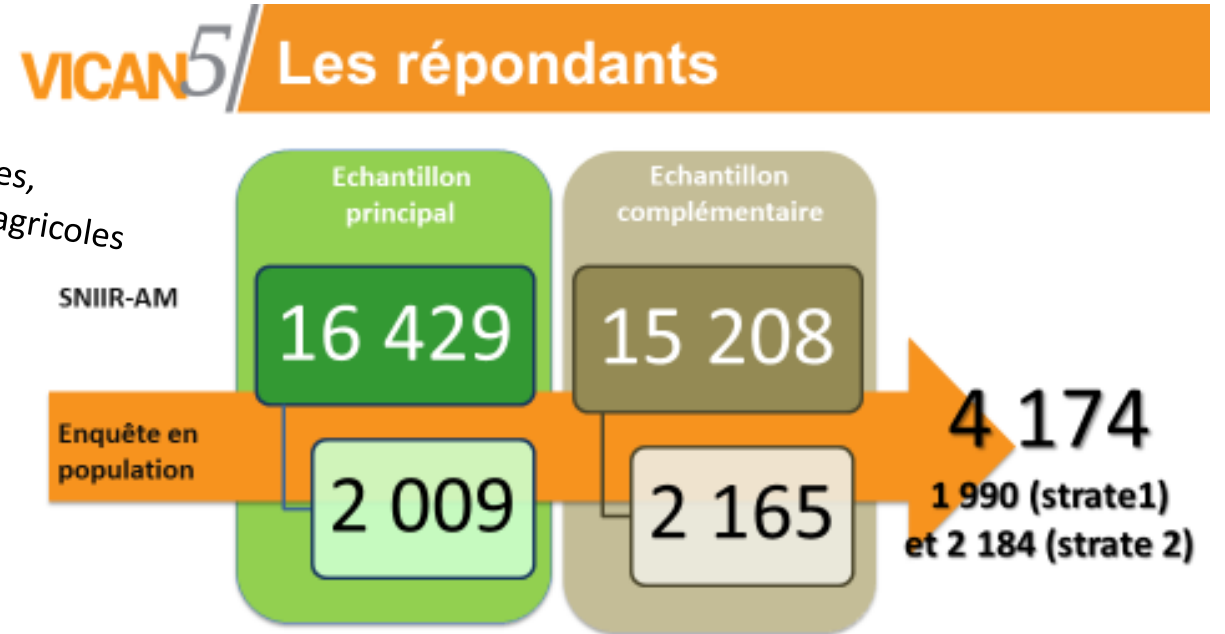 VICAN5 Les répondants
es,
agricoles
Echantillon
principal
Echantillon
complémentaire
SNIIR-AM
16 429
15 208
Enquête en
population
2 009
2 165
4 174
1 990 (strate1)
et 2 184 (strate 2)